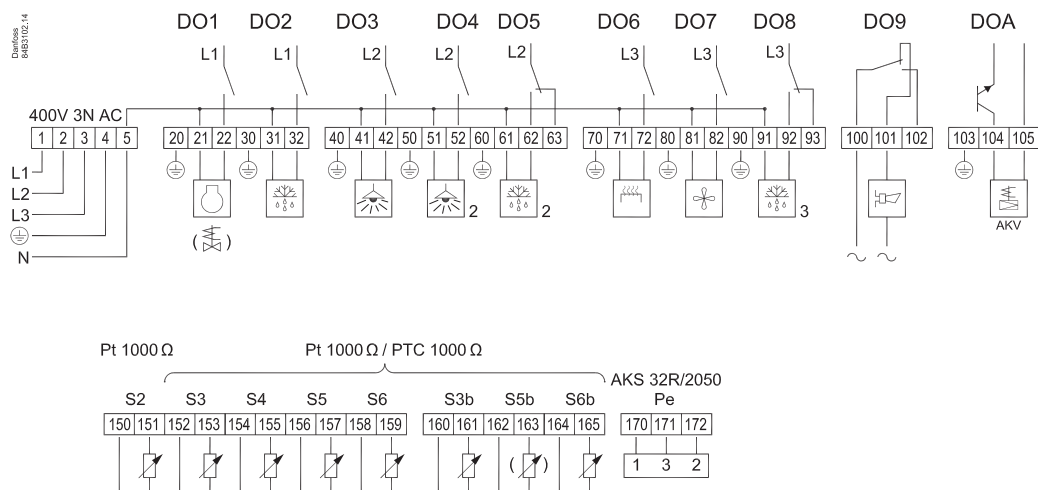 Danfoss
84B3102.14
DO1 DO2 DO3 DO4 DO5 DO6 DO7 DO8 DO9 DOA
L1 L1 L2 L2 L2 L3 L3 L3
400V 3N AC
1 2 3 4 5 20 21 22 30 31 32 40 41 42 50 51 52 60 61 62 63 70 71 72 80 81 82 90 91 92 93 100 101 102 103 104 105
L1
L2
L3
N
2 2 3
( )
AKV
Pt 1000 Ω Pt 1000 Ω / PTC 1000 Ω
AKS 32R/2050
S2 S3 S4 S5 S6 S3b S5b S6b Pe
150 151 152 153 154 155 156 157 158 159 160 161 162 163 164 165 170 171 172
( ) 1 3 2